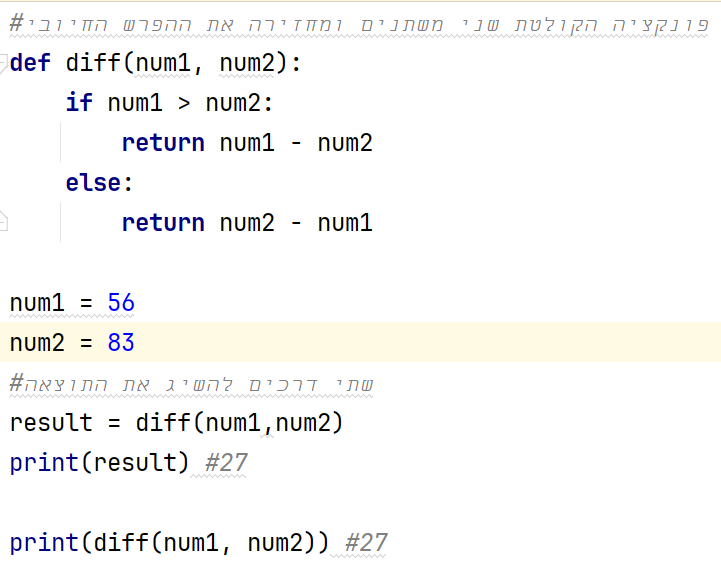 #פונקציה הקולטת שני משתנים ומחזירה את ההפרש החיובי
def diff(num1, num2):
    if num1 > num2:
        return num1 - num2
    else:
        return num2 - num1
num1 = 56
num2 = 83
#שתי דרכים להשיג את התוצאה
result = diff(num1,num2)
print(result) #27
print(diff(num1, num2)) #27